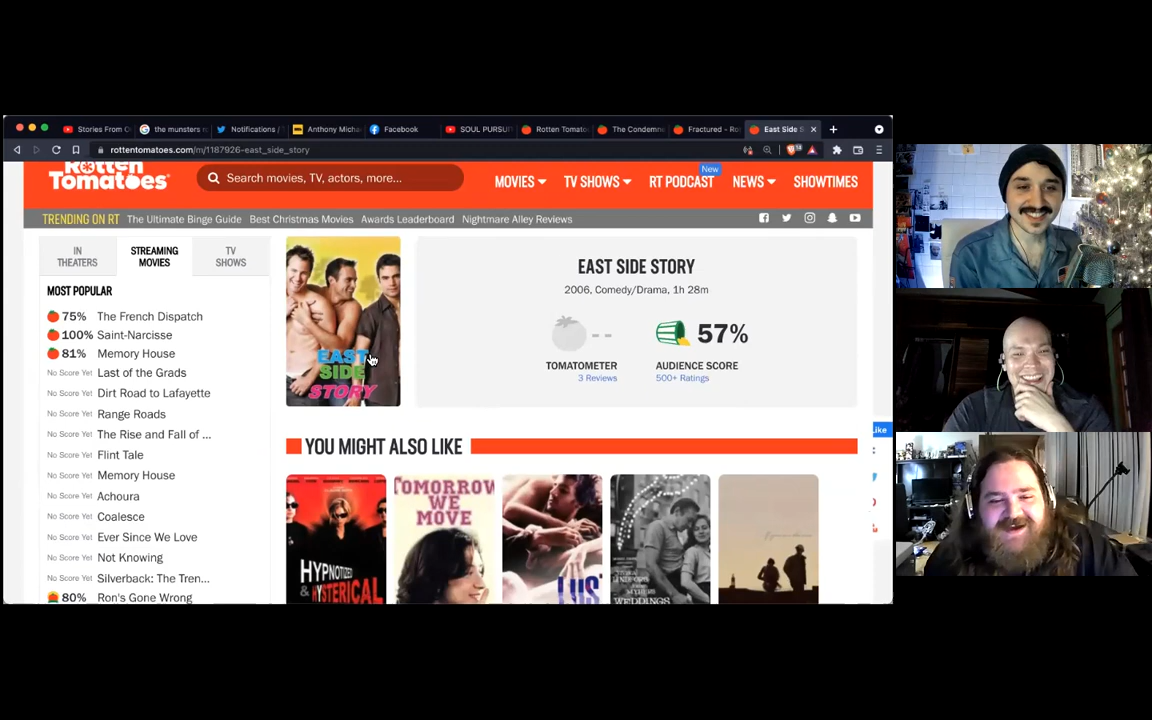 Stories From C
the munsters r
Notifications /
Anthony Micha
Facebook
SOUL PURSUI
Rotten Tomato
The Condemne
Fractured - Ro
East Side S
rottentomatoes.com/m/1187926-east_side_story
Rotten
Tomatoes
Search movies, TV, actors, more...
MOVIES
TV SHOWS
New
RT PODCAST
NEWS
SHOWTIMES
TRENDING ON RT
The Ultimate Binge Guide
Best Christmas Movies
Awards Leaderboard
Nightmare Alley Reviews
IN
THEATERS
STREAMING
MOVIES
TV
SHOWS
MOST POPULAR
75% The French Dispatch
100% Saint-Narcisse
81% Memory House
No Score Yet Last of the Grads
No Score Yet Dirt Road to Lafayette
No Score Yet Range Roads
No Score Yet The Rise and Fall of ...
No Score Yet Flint Tale
No Score Yet Memory House
No Score Yet Achoura
No Score Yet Coalesce
No Score Yet Ever Since We Love
No Score Yet Not Knowing
No Score Yet Silverback: The Tren...
80% Ron's Gone Wrong
EAST
SIDE
STORY
EAST SIDE STORY
2006, Comedy/Drama, 1h 28m
- -
TOMATOMETER
3 Reviews
57%
AUDIENCE SCORE
500+ Ratings
Like
YOU MIGHT ALSO LIKE
HYPNOTIZED
& HYSTERICAL
TOMORROW
WE
MOVE
LUS
WEDDINGS